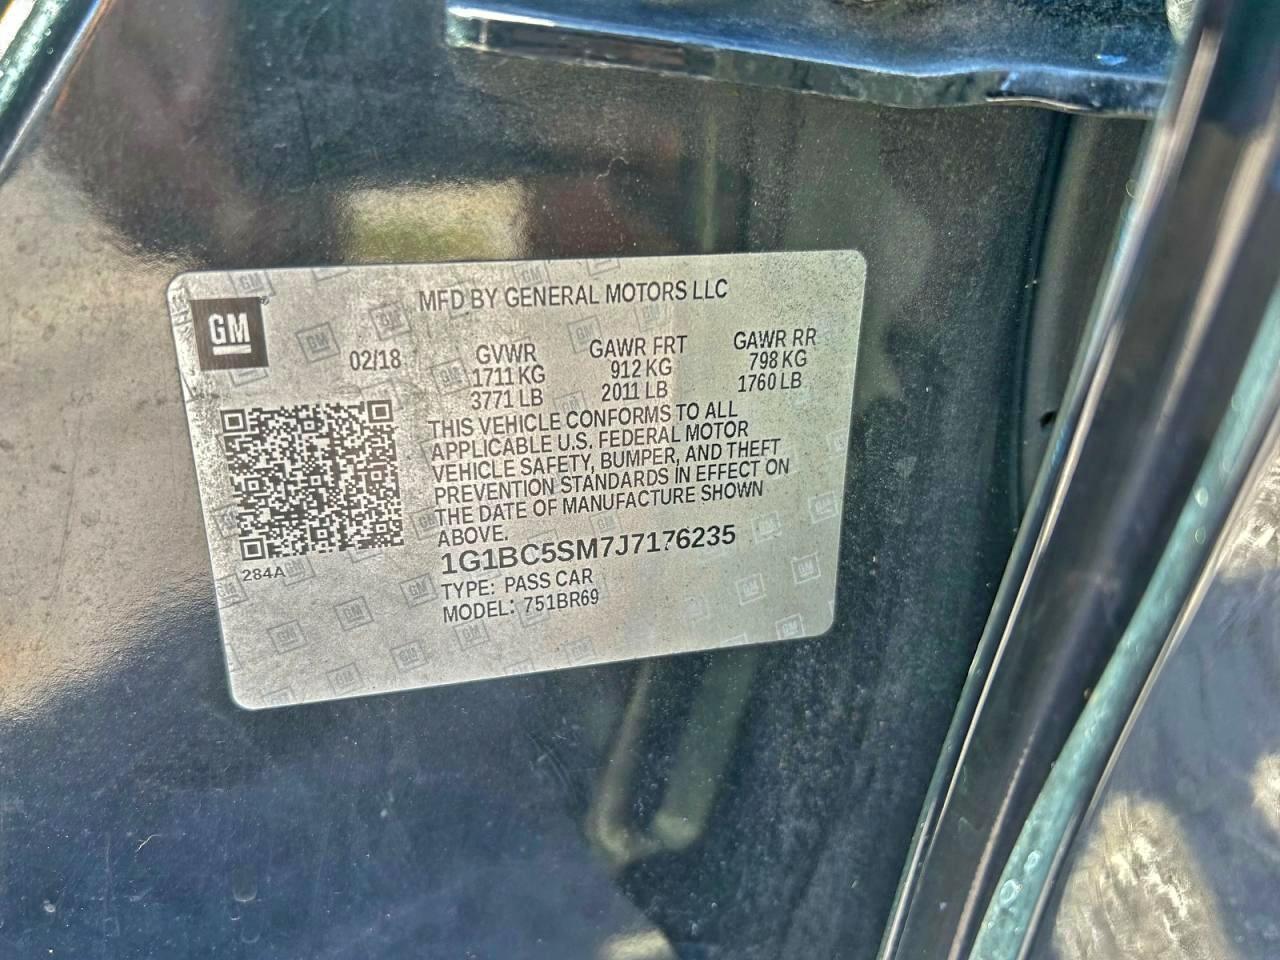 GM
MFD BY GENERAL MOTORS LLC
02/18
GVWR GAWR FRT GAWR RR
1711 KG 912 KG 798 KG
3771 LB 2011 LB 1760 LB
THIS VEHICLE CONFORMS TO ALL
APPLICABLE U.S. FEDERAL MOTOR
VEHICLE SAFETY, BUMPER, AND THEFT
PREVENTION STANDARDS IN EFFECT ON
THE DATE OF MANUFACTURE SHOWN
ABOVE.
284A
1G1BC5SM7J7176235
TYPE: PASS CAR
MODEL: 751BR69